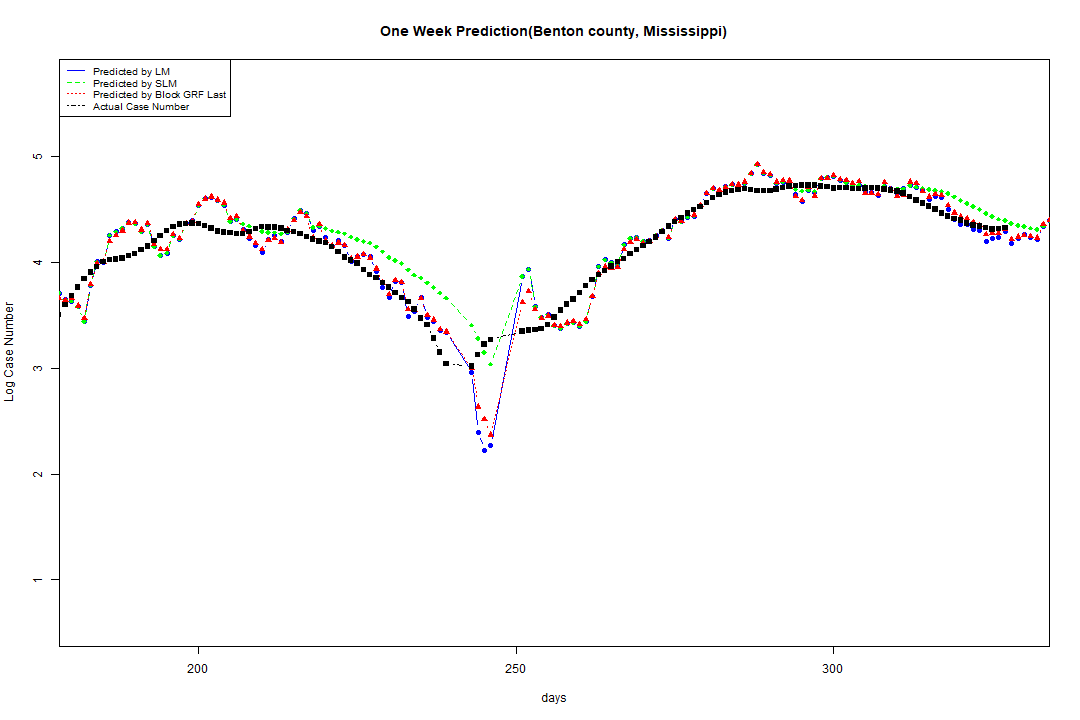 One Week Prediction(Benton county, Mississippi)
Predicted by LM
Predicted by SLM
Predicted by Block GRF Last
Actual Case Number
5
4
3
2
1
Log Case Number
200 250 300
days